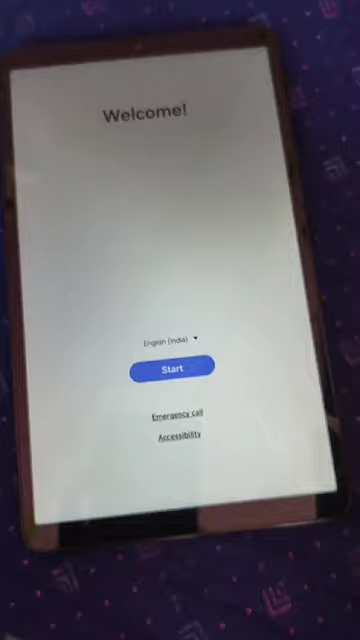 Welcome!
English (India)
Start
Emergency call
Accessibility